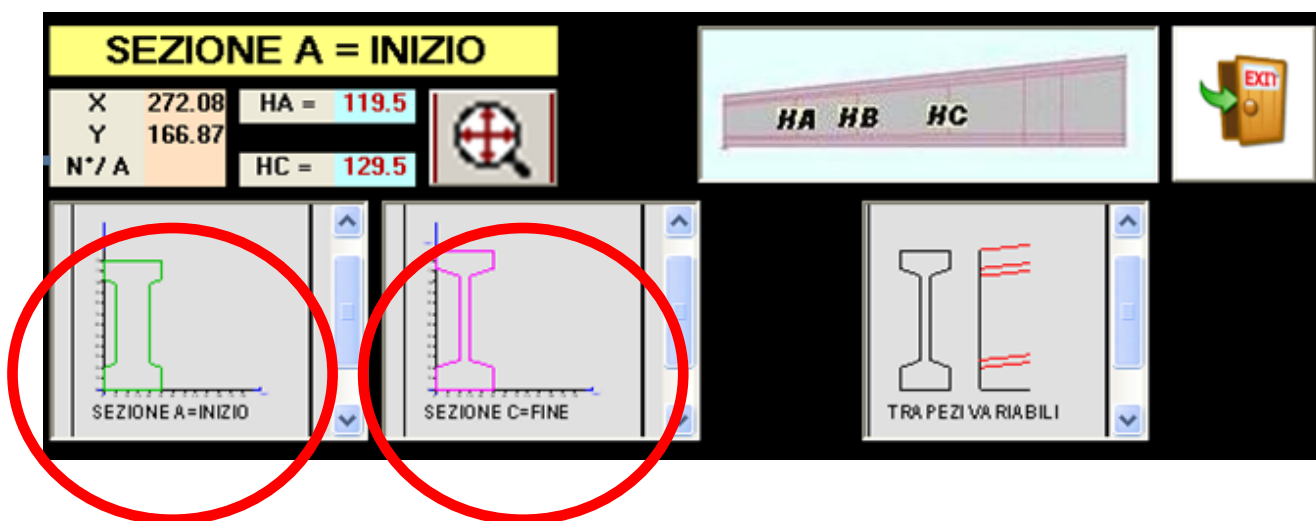 SEZIONE A = INIZIO
X 272.08 HA = 119.5
Y 166.87
N°/ A HC = 129.5
HA HB HC
EXIT
SEZIONE A=INIZIO
SEZIONE C=FINE
TRAPEZI VARIABILI